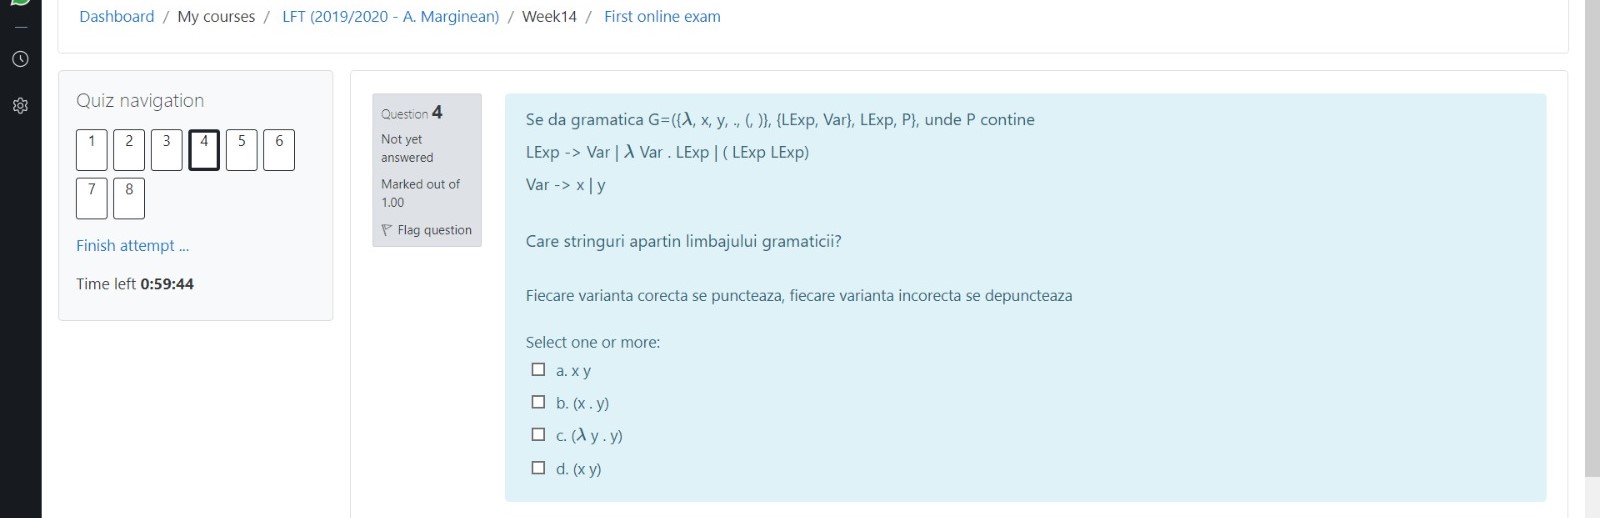 Dashboard / My courses / LFT (2019/2020 - A. Marginean) / Week14 / First online exam
Quiz navigation
1 2 3 4 5 6
7 8
Finish attempt ...
Time left 0:59:44
Question 4
Not yet
answered
Marked out of
1.00
Flag question
Se da gramatica G=({λ, x, y, ., (, )}, {LExp, Var}, LExp, P}, unde P contine
LExp -> Var | λ Var . LExp | ( LExp LExp)
Var -> x | y
Care stringuri apartin limbajului gramaticii?
Fiecare varianta corecta se puncteaza, fiecare varianta incorecta se depuncteaza
Select one or more:
a. x y
b. (x . y)
c. (λ y . y)
d. (x y)